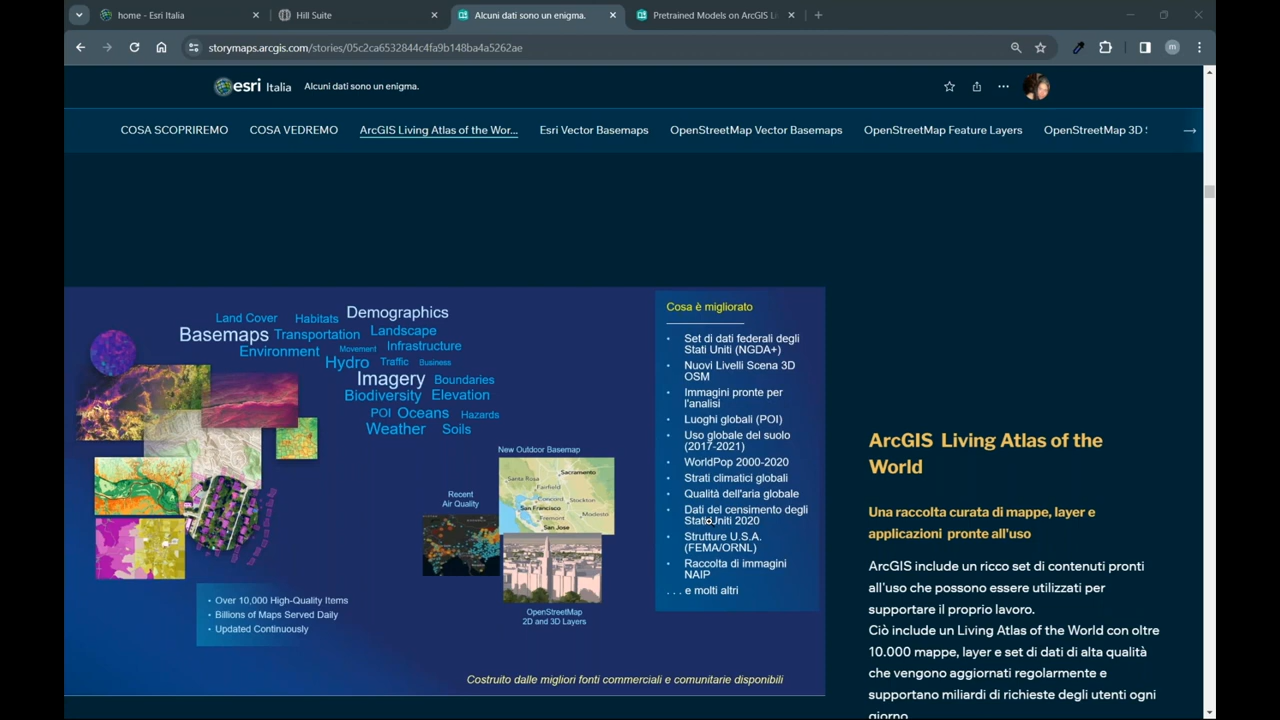 home - Esri Italia
Hill Suite
Alcuni dati sono un enigma.
Pretrained Models on ArcGIS Li
storymaps.arcgis.com/stories/05c2ca6532844c4fa9b148ba4a5262ae
m
esri Italia
Alcuni dati sono un enigma.
COSA SCOPRIREMO
COSA VEDREMO
ArcGIS Living Atlas of the Wor...
Esri Vector Basemaps
OpenStreetMap Vector Basemaps
OpenStreetMap Feature Layers
OpenStreetMap 3D
Land Cover
Habitats
Demographics
Basemaps
Transportation
Landscape
Environment
Movement
Infrastructure
Hydro
Traffic
Business
Imagery
Boundaries
Biodiversity
Elevation
POI
Oceans
Hazards
Weather
Soils
New Outdoor Basemap
Sacramento
Santa Rosa
Fairfield
Concord
Stockton
San Francisco
Fremont
Modesto
San Jose
Recent
Air Quality
OpenStreetMap
2D and 3D Layers
• Over 10,000 High-Quality Items
• Billions of Maps Served Daily
• Updated Continuously
Cosa è migliorato
• Set di dati federali degli
Stati Uniti (NGDA+)
• Nuovi Livelli Scena 3D
OSM
• Immagini pronte per
l'analisi
• Luoghi globali (POI)
• Uso globale del suolo
(2017-2021)
• WorldPop 2000-2020
• Strati climatici globali
• Qualità dell'aria globale
• Dati del censimento degli
Stati Uniti 2020
• Strutture U.S.A.
(FEMA/ORNL)
• Raccolta di immagini
NAIP
. . . e molti altri
Costruito dalle migliori fonti commerciali e comunitarie disponibili
ArcGIS Living Atlas of the
World
Una raccolta curata di mappe, layer e
applicazioni pronte all'uso
ArcGIS include un ricco set di contenuti pronti
all'uso che possono essere utilizzati per
supportare il proprio lavoro.
Ciò include un Living Atlas of the World con oltre
10.000 mappe, layer e set di dati di alta qualità
che vengono aggiornati regolarmente e
supportano miliardi di richieste degli utenti ogni
giorno